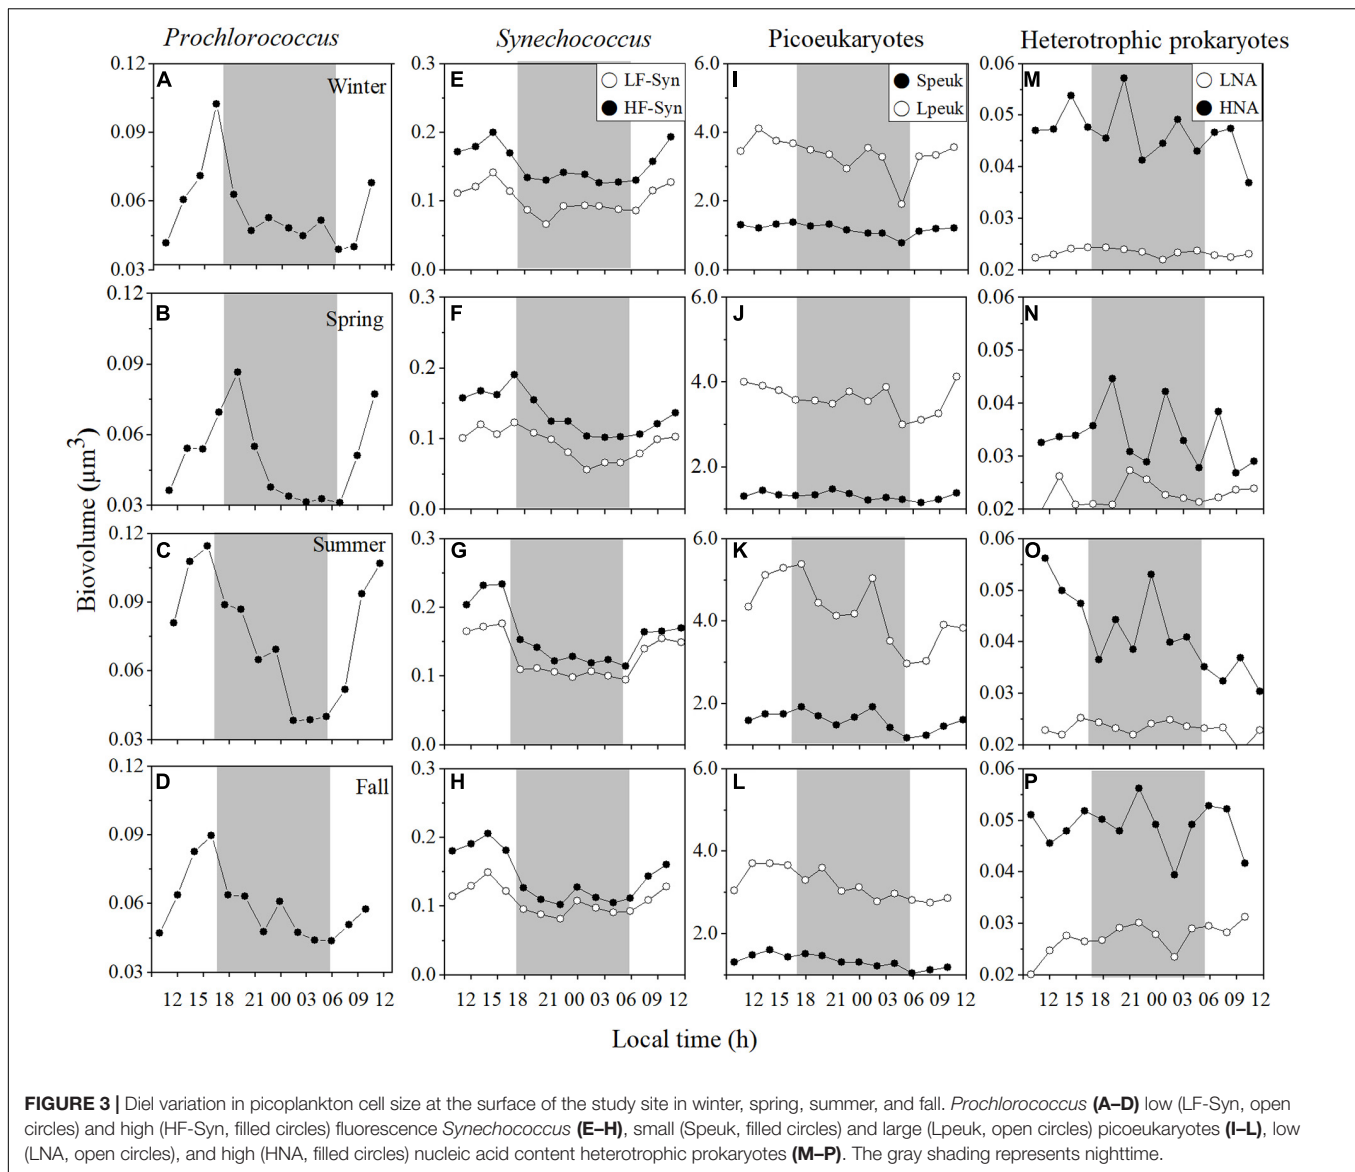 Prochlorococcus
Synechococcus
Picoeukaryotes
Heterotrophic prokaryotes
Biovolume (µm³)
A
Winter
0.12
0.09
0.06
0.03
E
LF-Syn
HF-Syn
0.3
0.2
0.1
0.0
I
Speuk
Lpeuk
6.0
4.0
2.0
0.0
M
LNA
HNA
0.06
0.05
0.04
0.03
0.02
B
Spring
0.12
0.09
0.06
0.03
F
0.3
0.2
0.1
0.0
J
6.0
4.0
2.0
N
0.06
0.05
0.04
0.03
0.02
C
Summer
0.12
0.09
0.06
0.03
G
0.3
0.2
0.1
0.0
K
6.0
4.0
2.0
O
0.06
0.05
0.04
0.03
0.02
D
Fall
0.12
0.09
0.06
0.03
H
0.3
0.2
0.1
0.0
L
6.0
4.0
2.0
P
0.06
0.05
0.04
0.03
0.02
12 15 18 21 00 03 06 09 12
12 15 18 21 00 03 06 09 12
12 15 18 21 00 03 06 09 12
12 15 18 21 00 03 06 09 12
Local time (h)
FIGURE 3 | Diel variation in picoplankton cell size at the surface of the study site in winter, spring, summer, and fall. Prochlorococcus (A–D) low (LF-Syn, open
circles) and high (HF-Syn, filled circles) fluorescence Synechococcus (E–H), small (Speuk, filled circles) and large (Lpeuk, open circles) picoeukaryotes (I–L), low
(LNA, open circles), and high (HNA, filled circles) nucleic acid content heterotrophic prokaryotes (M–P). The gray shading represents nighttime.